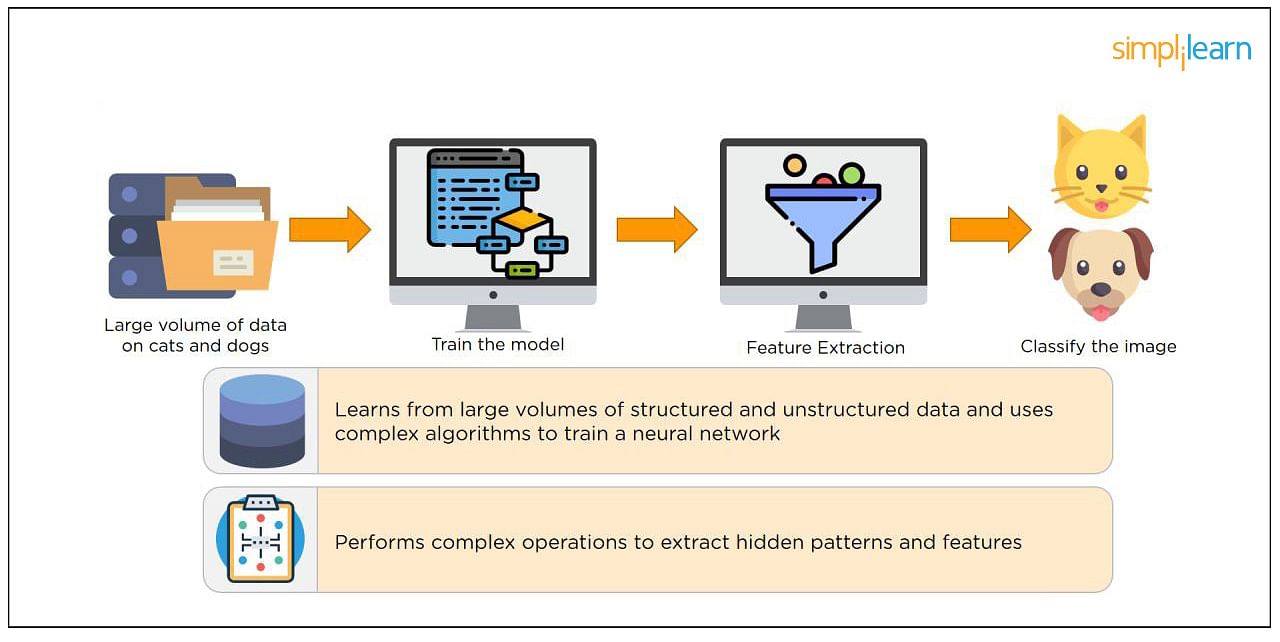 simplilearn
Large volume of data
on cats and dogs
Train the model
Feature Extraction
Classify the image
Learns from large volumes of structured and unstructured data and uses
complex algorithms to train a neural network
Performs complex operations to extract hidden patterns and features